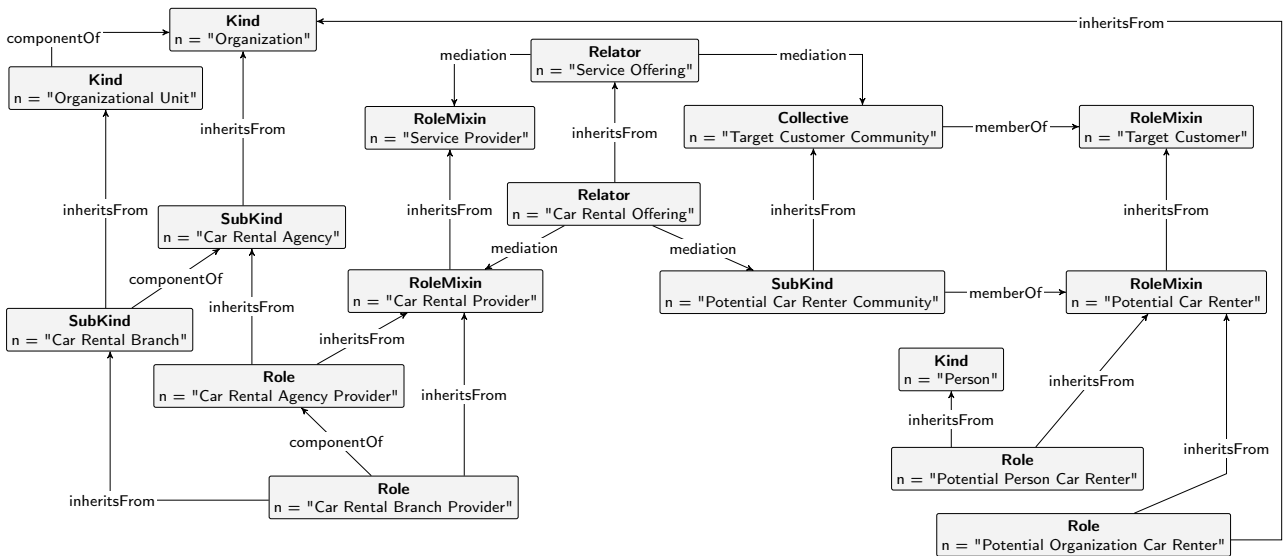 Kind
n = "Organization"
inheritsFrom
componentOf
Relator
n = "Service Offering"
mediation
mediation
Kind
n = "Organizational Unit"
RoleMixin
n = "Service Provider"
Collective
n = "Target Customer Community"
memberOf
RoleMixin
n = "Target Customer"
inheritsFrom
inheritsFrom
Relator
n = "Car Rental Offering"
inheritsFrom
inheritsFrom
inheritsFrom
inheritsFrom
SubKind
n = "Car Rental Agency"
mediation
mediation
componentOf
RoleMixin
n = "Car Rental Provider"
SubKind
n = "Potential Car Renter Community"
memberOf
RoleMixin
n = "Potential Car Renter"
inheritsFrom
SubKind
n = "Car Rental Branch"
inheritsFrom
Kind
n = "Person"
Role
n = "Car Rental Agency Provider"
inheritsFrom
inheritsFrom
inheritsFrom
componentOf
inheritsFrom
Role
n = "Potential Person Car Renter"
Role
n = "Car Rental Branch Provider"
inheritsFrom
Role
n = "Potential Organization Car Renter"